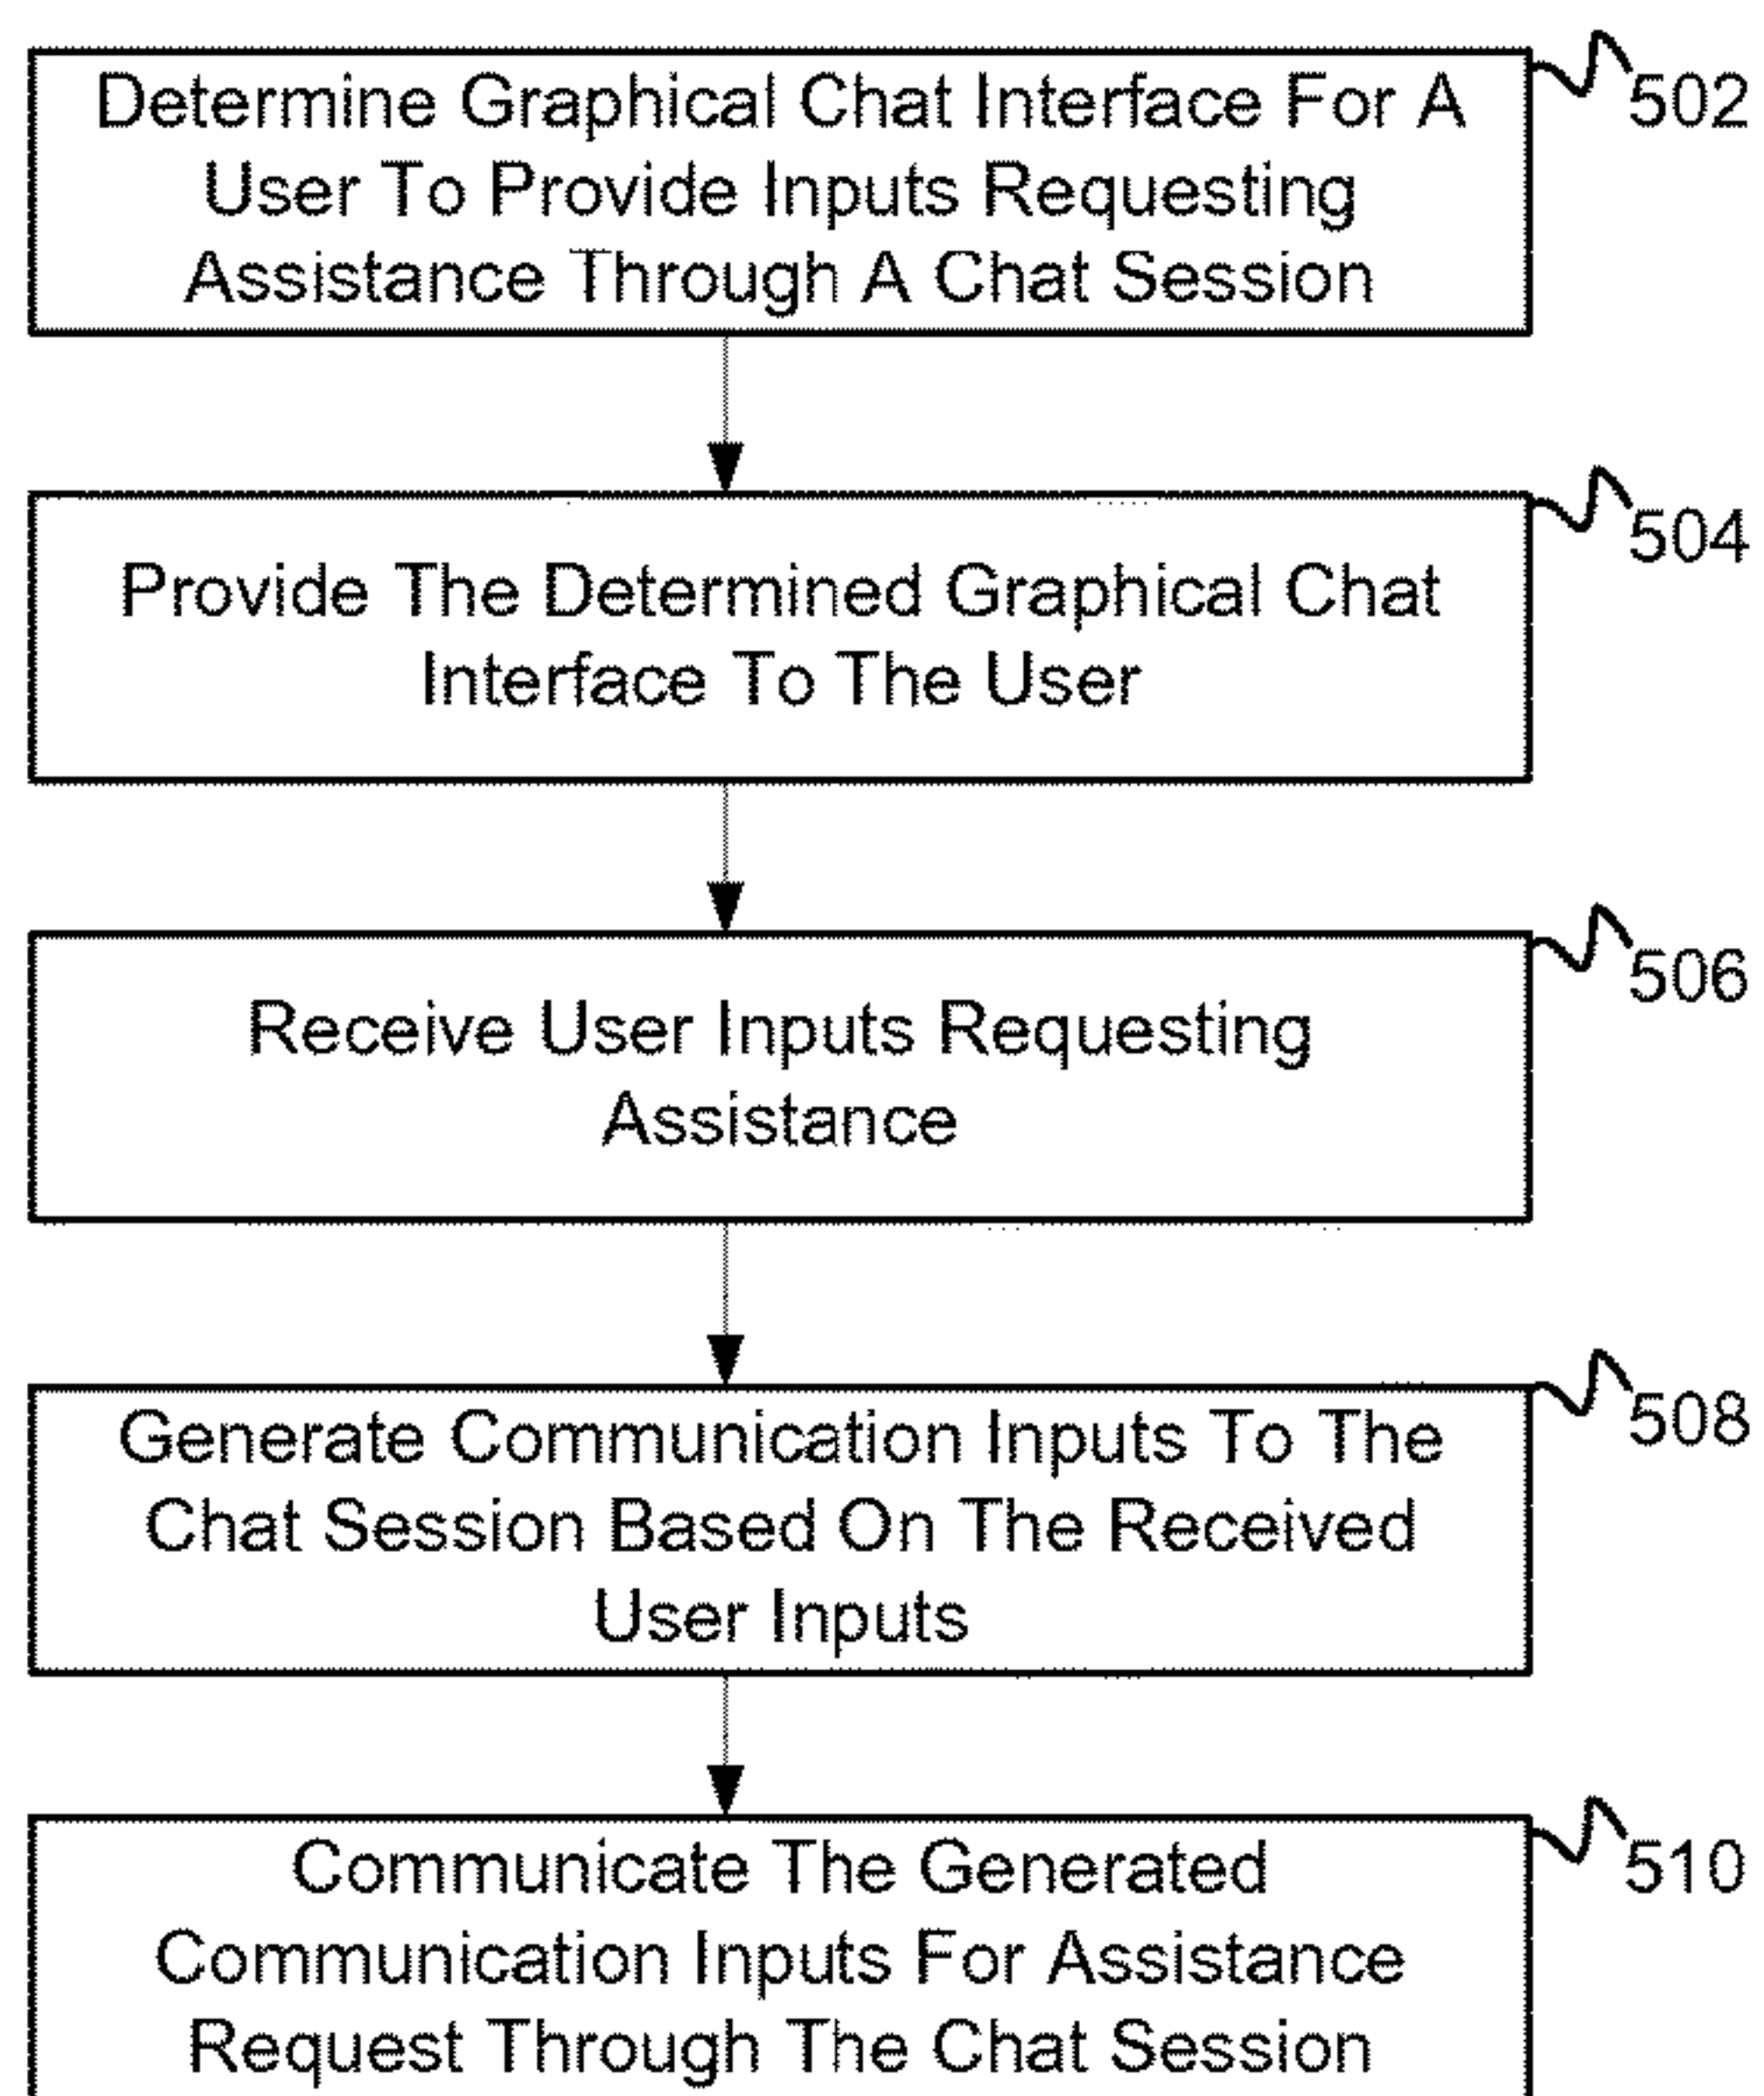 Determine Graphical Chat Interface For A
User To Provide Inputs Requesting
Assistance Through A Chat Session
502
Provide The Determined Graphical Chat
Interface To The User
504
Receive User Inputs Requesting
Assistance
506
Generate Communication Inputs To The
Chat Session Based On The Received
User Inputs
508
Communicate The Generated
Communication Inputs For Assistance
Request Through The Chat Session
510